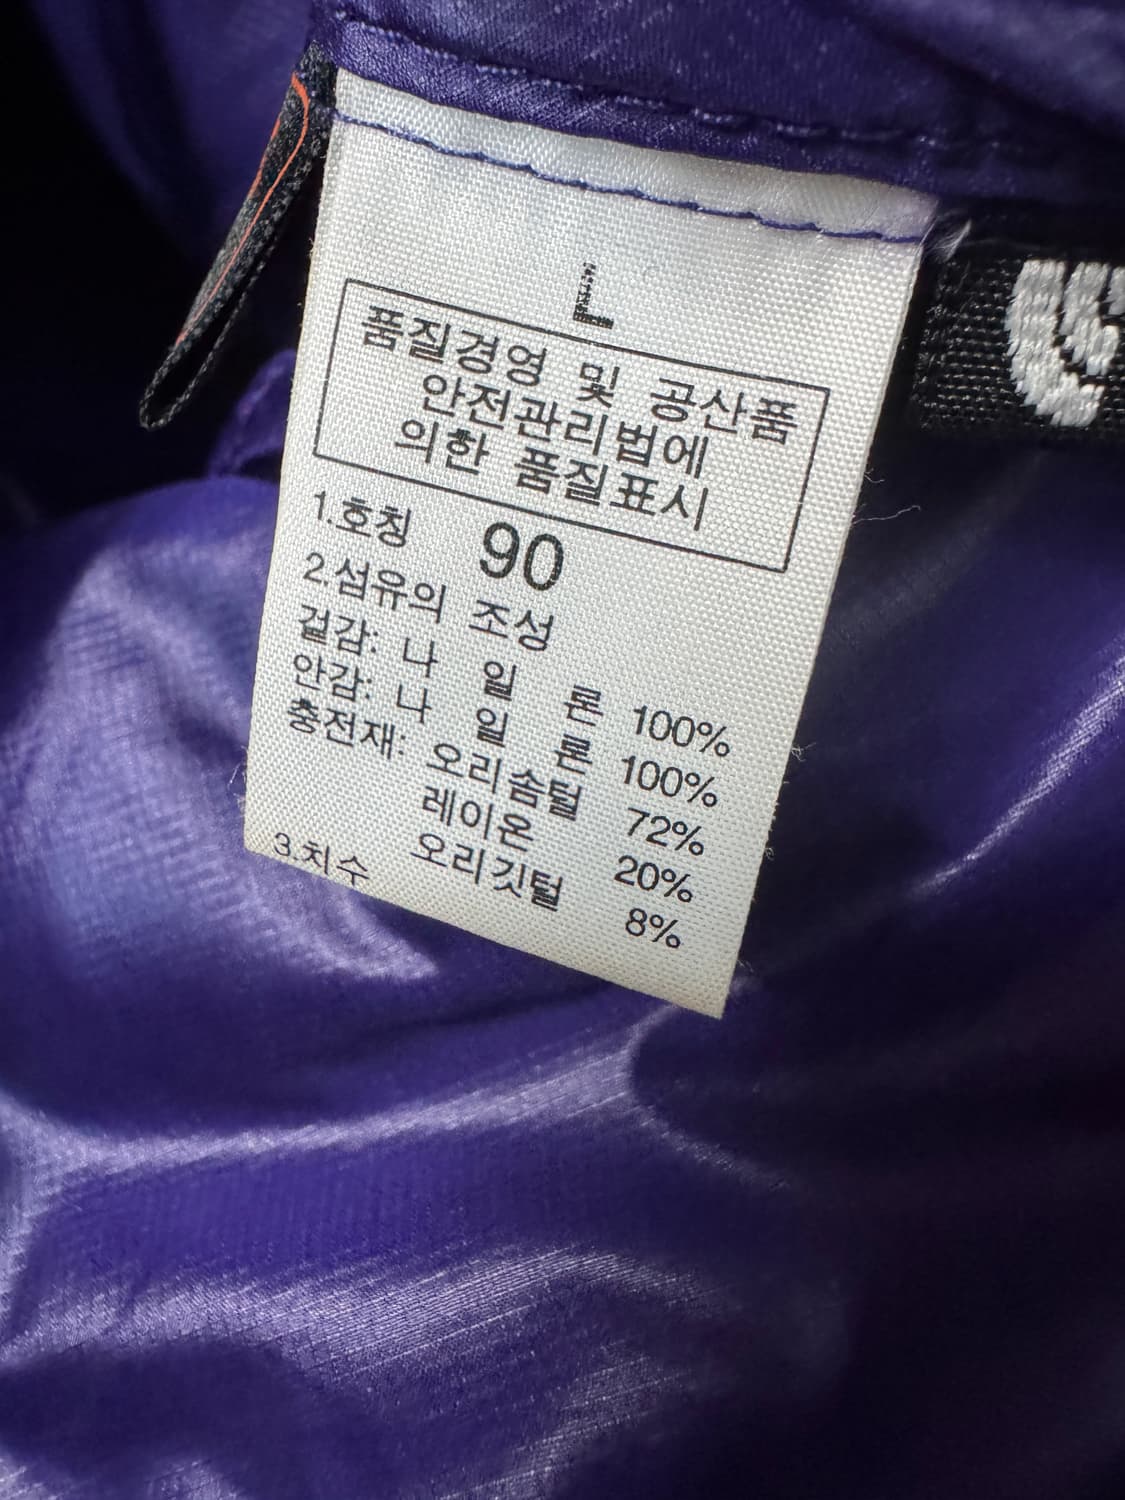 L
품질경영 및 공산품
안전관리법에
의한 품질표시
1.호칭 90
2.섬유의 조성
겉감: 나 일 론 100%
안감: 나 일 론 100%
충전재: 오리솜털 72%
레이온 20%
오리깃털 8%
3.치수